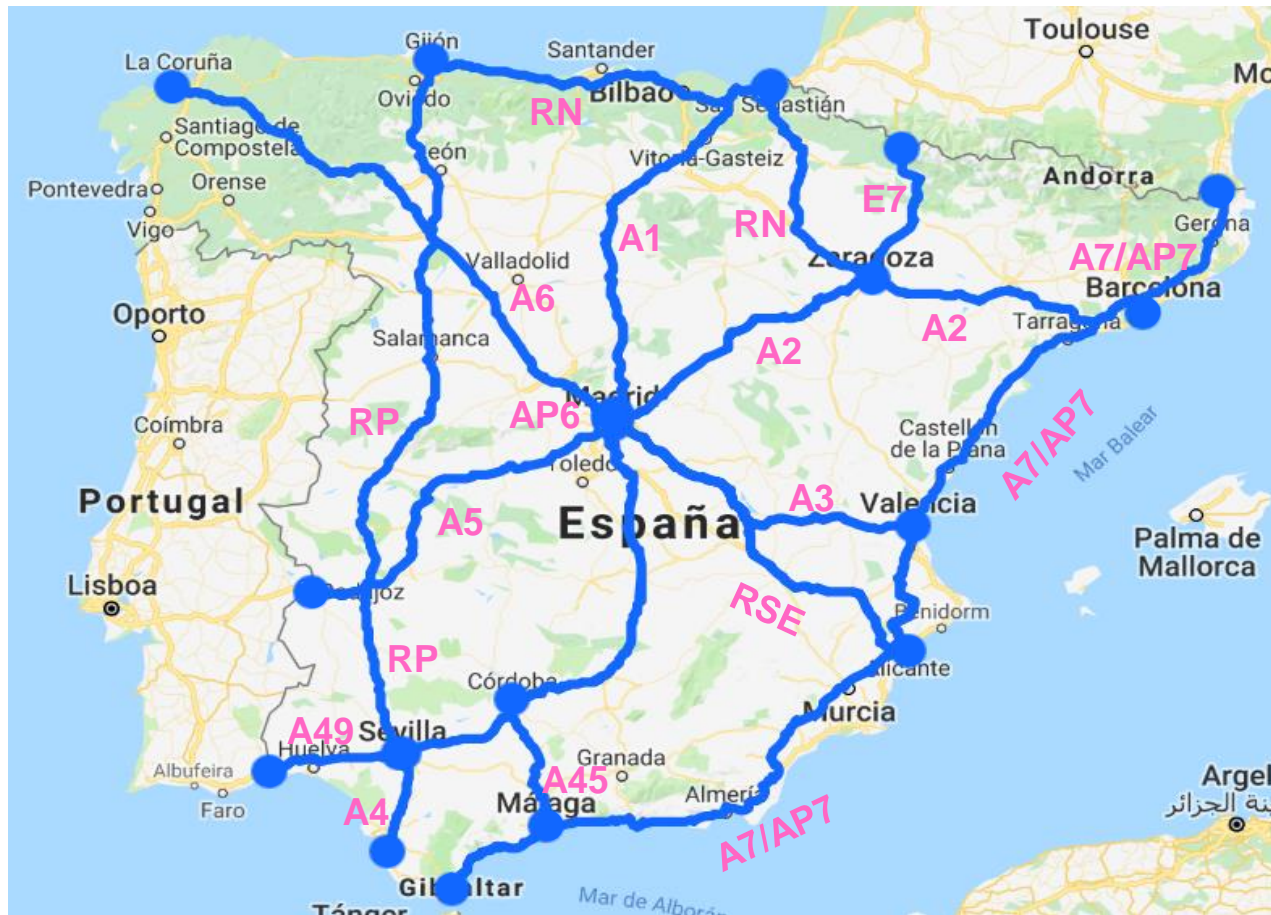 Toulouse
Gijón
Santander
La Coruña
Bilbao
Mo
Oviedo
RN
San Sebastián
Santiago de
Compostela
Vitoria-Gasteiz
León
Andorra
Pontevedra
Orense
E7
Vigo
RN
Gerona
A1
Valladolid
Zaragoza
A7/AP7
A6
Barcelona
Oporto
A2
Tarragona
Salamanca
A2
Madrid
AP6
RP
Coímbra
Castellón
de la Plana
A7/AP7
Mar Balear
Toledo
Portugal
A5
España
A3
Valencia
Palma de
Mallorca
Lisboa
Badajoz
RSE
Benidorm
RP
Córdoba
Alicante
Murcia
A49
Sevilla
Huelva
Granada
Albufeira
Faro
A45
Málaga
Almería
A4
A7/AP7
Argel
ينة الجزائر
Gibraltar
Mar de Alborán
Tánger